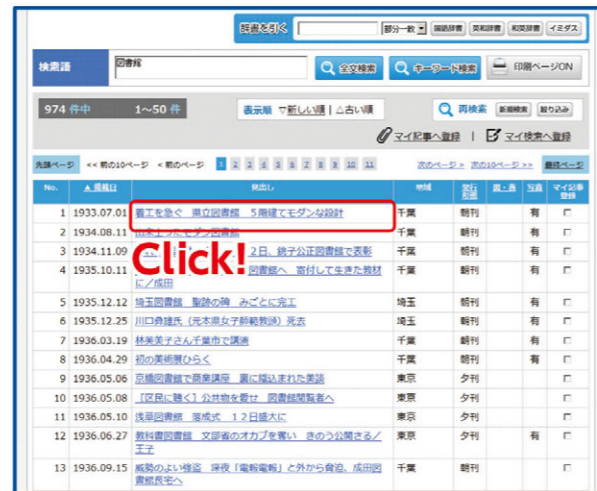 辞書を引く 部分一致 国語辞書 英和辞書 和英辞書 イミダス
検索語 図書館 全文検索 キーワード検索 印刷ページON
974 件中 1～50 件 表示順 ▽新しい順 | △古い順 再検索 新規検索 絞り込み
マイ記事へ登録 | マイ検索へ登録
先頭ページ << 前の10ページ < 前のページ 1 2 3 4 5 6 7 8 9 10 11 次のページ > 次の10ページ >> 最終ページ
No. ▲掲載日 見出し 地域 発行形態 図・表 写真 マイ記事登録
1 1933.07.01 着工を急ぐ 県立図書館 5階建てモダンな設計 千葉 朝刊 有
2 1934.08.11 図書館 千葉 朝刊
3 1934.11.09 2日、銚子公正図書館で表彰 千葉 朝刊 有
Click!
4 1935.10.11 図書館へ 寄付して生きた教材に／成田 千葉 朝刊 有
5 1935.12.12 埼玉図書館 聖跡の碑 みごとに完工 埼玉 朝刊 有
6 1935.12.25 川口彝雄氏（元本県女子師範教頭）死去 埼玉 朝刊 有
7 1936.03.19 林芙美子さん千葉市で講演 千葉 朝刊 有
8 1936.04.29 初の美術展ひらく 千葉 朝刊 有
9 1936.05.06 京橋図書館で商業講座 裏に織込まれた美談 東京 夕刊
10 1936.05.08 ［区民に聴く］公共物を愛せ 図書館閲覧者へ 東京 夕刊
11 1936.05.10 浅草図書館 落成式 12日盛大に 東京 夕刊
12 1936.06.27 教科書図書館 文部省のオカブを奪い きのう公開さる／王子 東京 夕刊 有
13 1936.09.15 威勢のよい強盗 深夜「電報電報」と外から脅迫、成田図書館長宅へ 千葉 朝刊